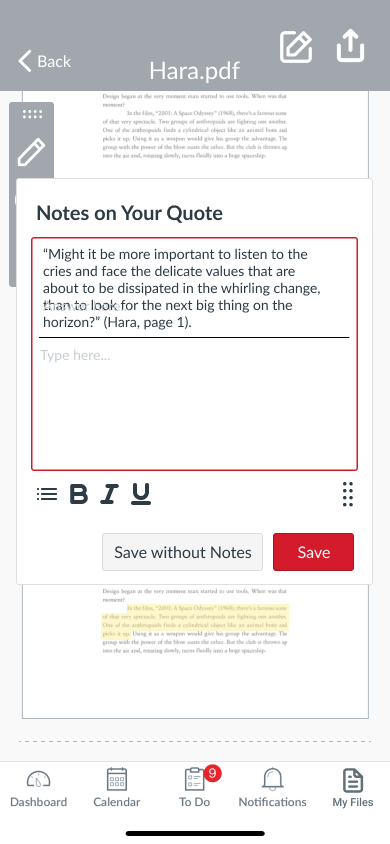 Back
Hara.pdf
Design began at the very moment man started to use tools. When was that
moment?
In the film, "2001: A Space Odyssey" (1968), there's a famous scene
of that very spectacle. Two groups of anthropoids are fighting one another.
One of the anthropoids finds a cylindrical object like an animal bone and
picks it up. Using it as a weapon would give his group the advantage. The
group with the power of the blow ousts the other. But the club is thrown up
into the air and, rotating slowly, turns finally into a huge spaceship.
Notes on Your Quote
“Might it be more important to listen to the
cries and face the delicate values that are
about to be dissipated in the whirling change,
than to look for the next big thing on the
horizon?” (Hara, page 1).
Type here...
B I U
Save without Notes
Save
Design began at the very moment man started to use tools. When was that
moment?
In the film, "2001: A Space Odyssey" (1968), there's a famous scene
of that very spectacle. Two groups of anthropoids are fighting one another.
One of the anthropoids finds a cylindrical object like an animal bone and
picks it up. Using it as a weapon would give his group the advantage. The
group with the power of the blow ousts the other. But the club is thrown up
into the air and, rotating slowly, turns finally into a huge spaceship.
9
Dashboard
Calendar
To Do
Notifications
My Files